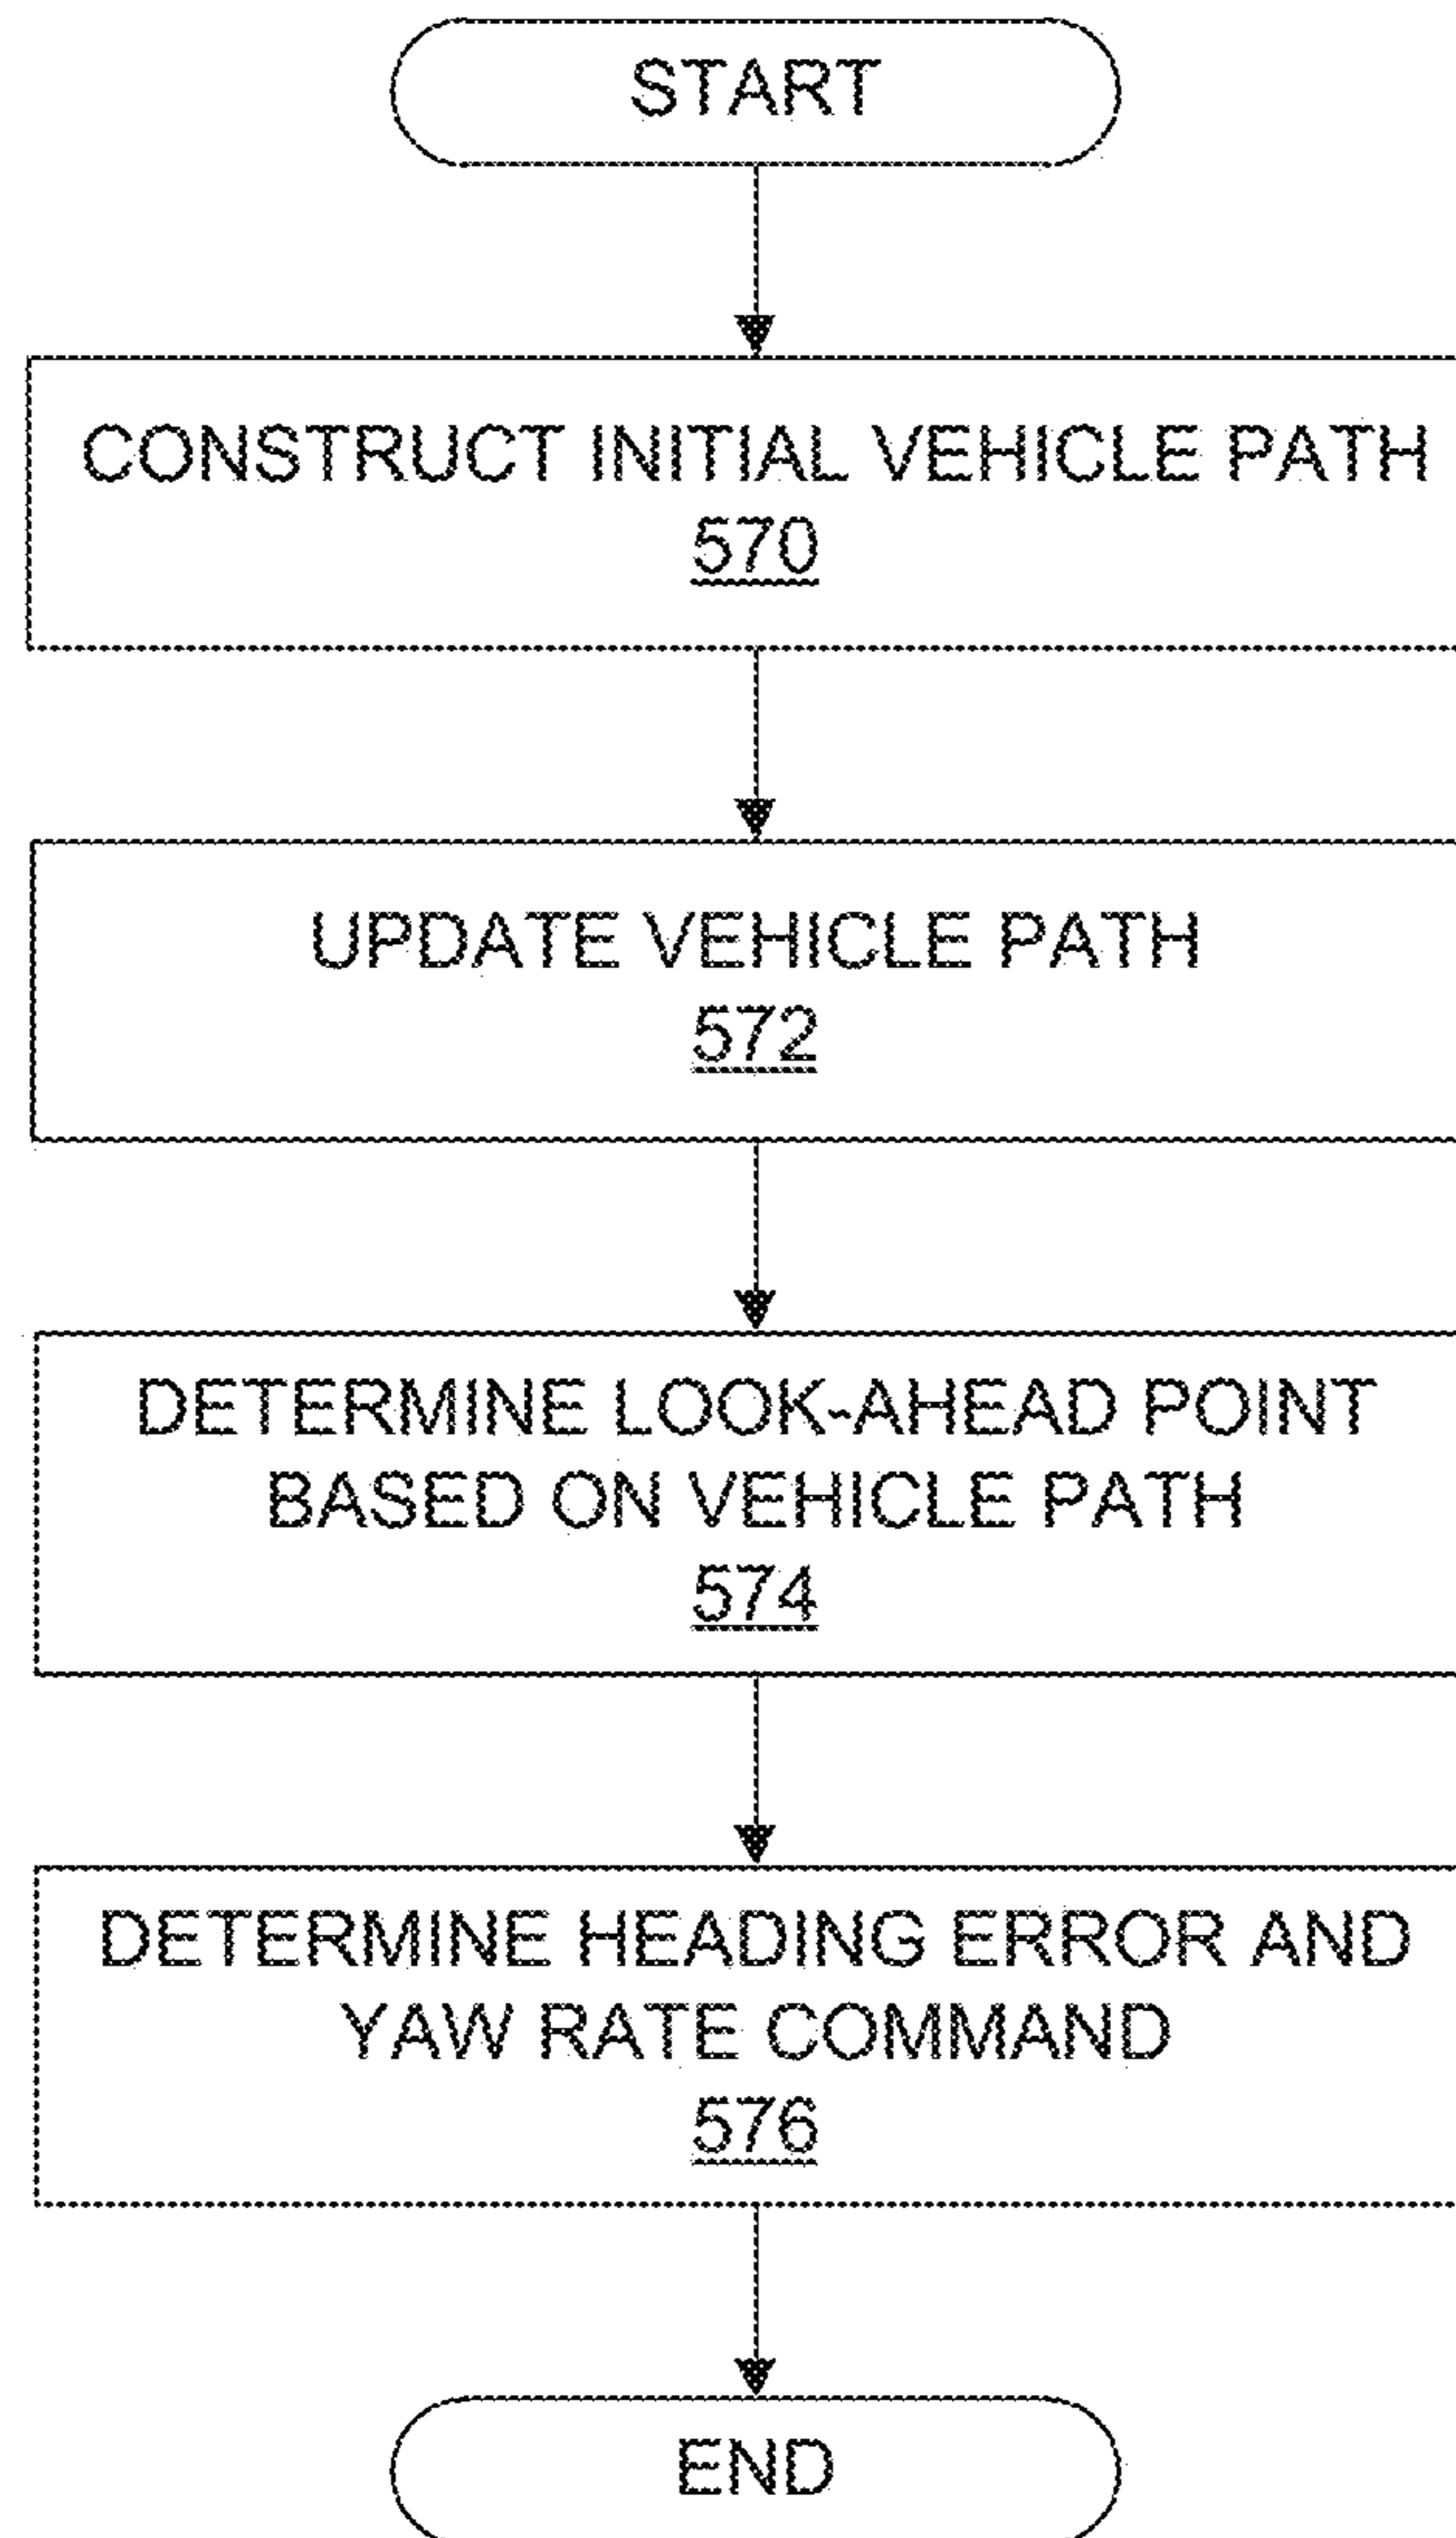 START
CONSTRUCT INITIAL VEHICLE PATH
570
UPDATE VEHICLE PATH
572
DETERMINE LOOK-AHEAD POINT
BASED ON VEHICLE PATH
574
DETERMINE HEADING ERROR AND
YAW RATE COMMAND
576
END